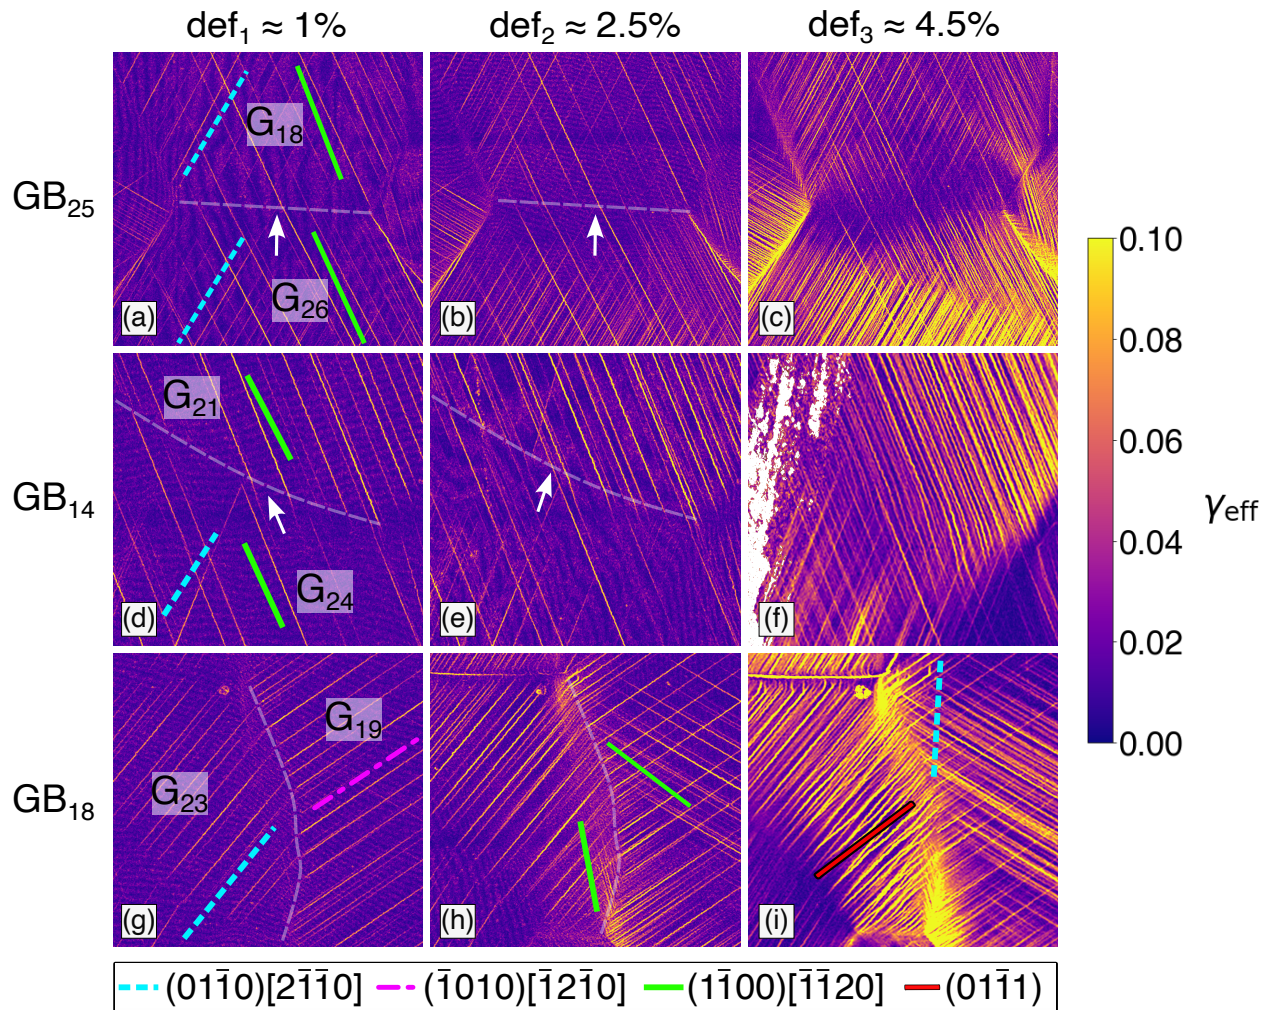 def₁ ≈ 1% def₂ ≈ 2.5% def₃ ≈ 4.5%
GB₂₅
G₁₈
G₂₆
(a) (b) (c)
0.10
0.08
0.06
0.04
0.02
0.00
γeff
GB₁₄
G₂₁
G₂₄
(d) (e) (f)
GB₁₈
G₁₉
G₂₃
(g) (h) (i)
(011̅0)[21̅1̅0] (1̅010)[1̅21̅0] (11̅00)[1̅1̅20] (011̅1)